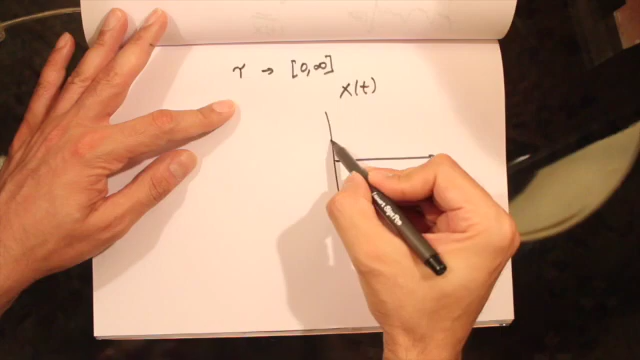 τ → [0,∞]
X(t)